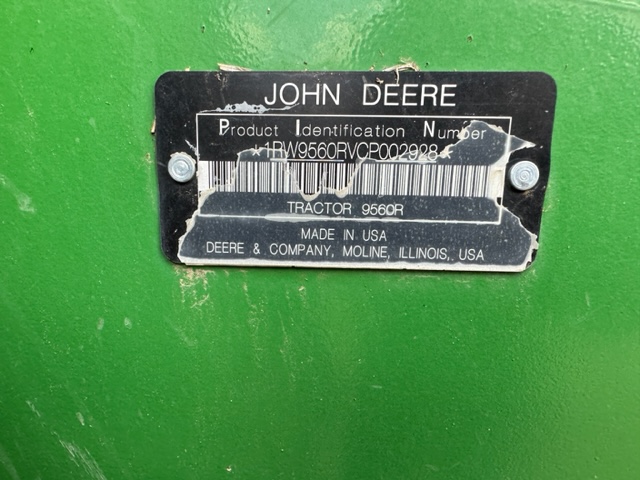 JOHN DEERE
Product Identification Number
*1RW9560RVCP002928*
TRACTOR 9560R
MADE IN USA
DEERE & COMPANY, MOLINE, ILLINOIS, USA